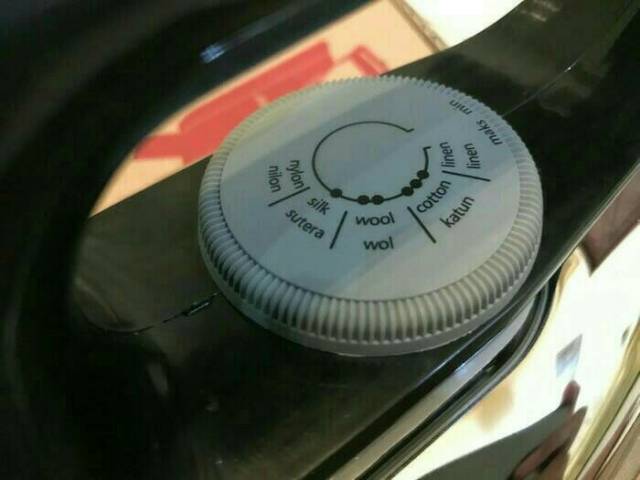 min
maks
nylon
nilon
silk
sutera
wool
wol
cotton
katun
linen
linen